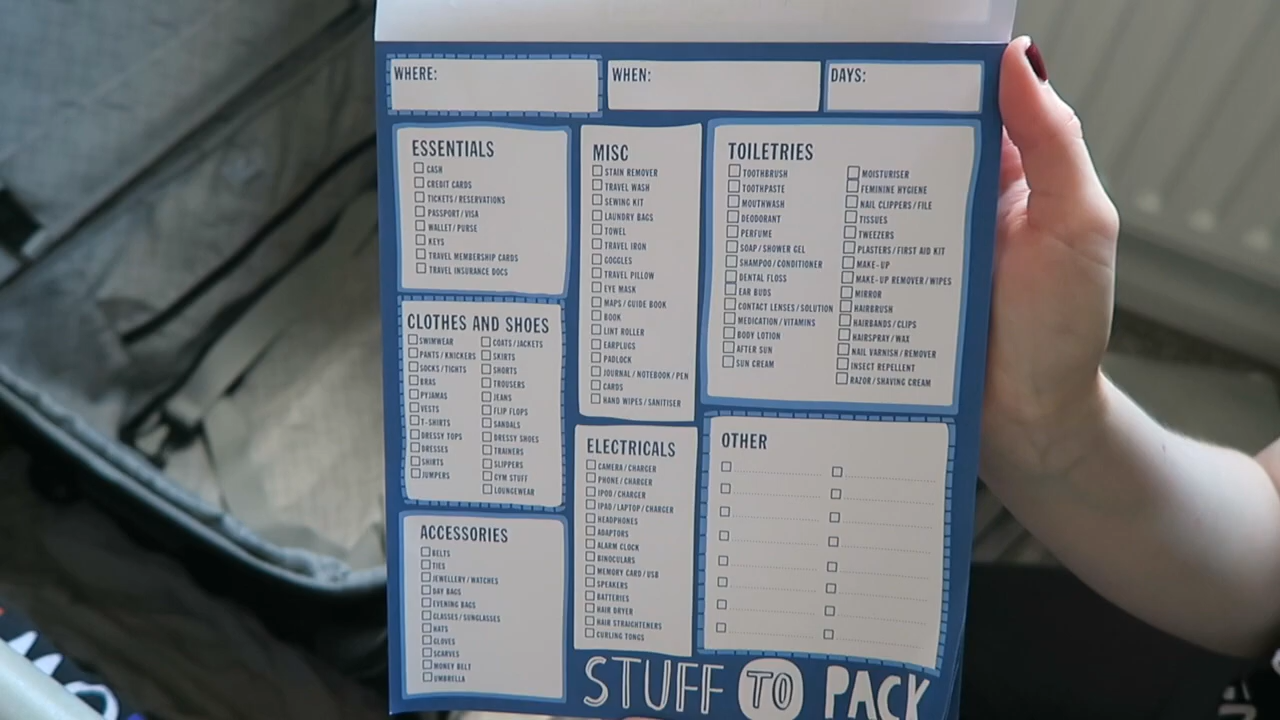 WHERE:
WHEN:
DAYS:
ESSENTIALS
CASH
CREDIT CARDS
TICKETS/RESERVATIONS
PASSPORT/VISA
WALLET/PURSE
KEYS
TRAVEL MEMBERSHIP CARDS
TRAVEL INSURANCE DOCS
CLOTHES AND SHOES
SWIMWEAR
PANTS/KNICKERS
SOCKS/TIGHTS
BRAS
PYJAMAS
VESTS
T-SHIRTS
DRESSY TOPS
DRESSES
SHIRTS
JUMPERS
COATS/JACKETS
SKIRTS
SHORTS
TROUSERS
JEANS
FLIP FLOPS
SANDALS
DRESSY SHOES
TRAINERS
SLIPPERS
GYM STUFF
LOUNGEWEAR
ACCESSORIES
BELTS
TIES
JEWELLERY/WATCHES
DAY BAGS
EVENING BAGS
GLASSES/SUNGLASSES
HATS
GLOVES
SCARVES
MONEY BELT
UMBRELLA
MISC
STAIN REMOVER
TRAVEL WASH
SEWING KIT
LAUNDRY BAGS
TOWEL
TRAVEL IRON
GOGGLES
TRAVEL PILLOW
EYE MASK
MAPS/GUIDE BOOK
BOOK
LINT ROLLER
EARPLUGS
PADLOCK
JOURNAL/NOTEBOOK/PEN
CARDS
HAND WIPES/SANITISER
ELECTRICALS
CAMERA/CHARGER
PHONE/CHARGER
IPOD/CHARGER
IPAD/LAPTOP/CHARGER
HEADPHONES
ADAPTORS
ALARM CLOCK
BINOCULARS
MEMORY CARD/USB
SPEAKERS
BATTERIES
HAIR DRYER
HAIR STRAIGHTENERS
CURLING TONGS
TOILETRIES
TOOTHBRUSH
TOOTHPASTE
MOUTHWASH
DEODORANT
PERFUME
SOAP/SHOWER GEL
SHAMPOO/CONDITIONER
DENTAL FLOSS
EAR BUDS
CONTACT LENSES/SOLUTION
MEDICATION/VITAMINS
BODY LOTION
AFTER SUN
SUN CREAM
MOISTURISER
FEMININE HYGIENE
NAIL CLIPPERS/FILE
TISSUES
TWEEZERS
PLASTERS/FIRST AID KIT
MAKE-UP
MAKE-UP REMOVER/WIPES
MIRROR
HAIRBRUSH
HAIRBANDS/CLIPS
HAIRSPRAY/WAX
NAIL VARNISH/REMOVER
INSECT REPELLENT
RAZOR/SHAVING CREAM
OTHER
STUFF TO PACK